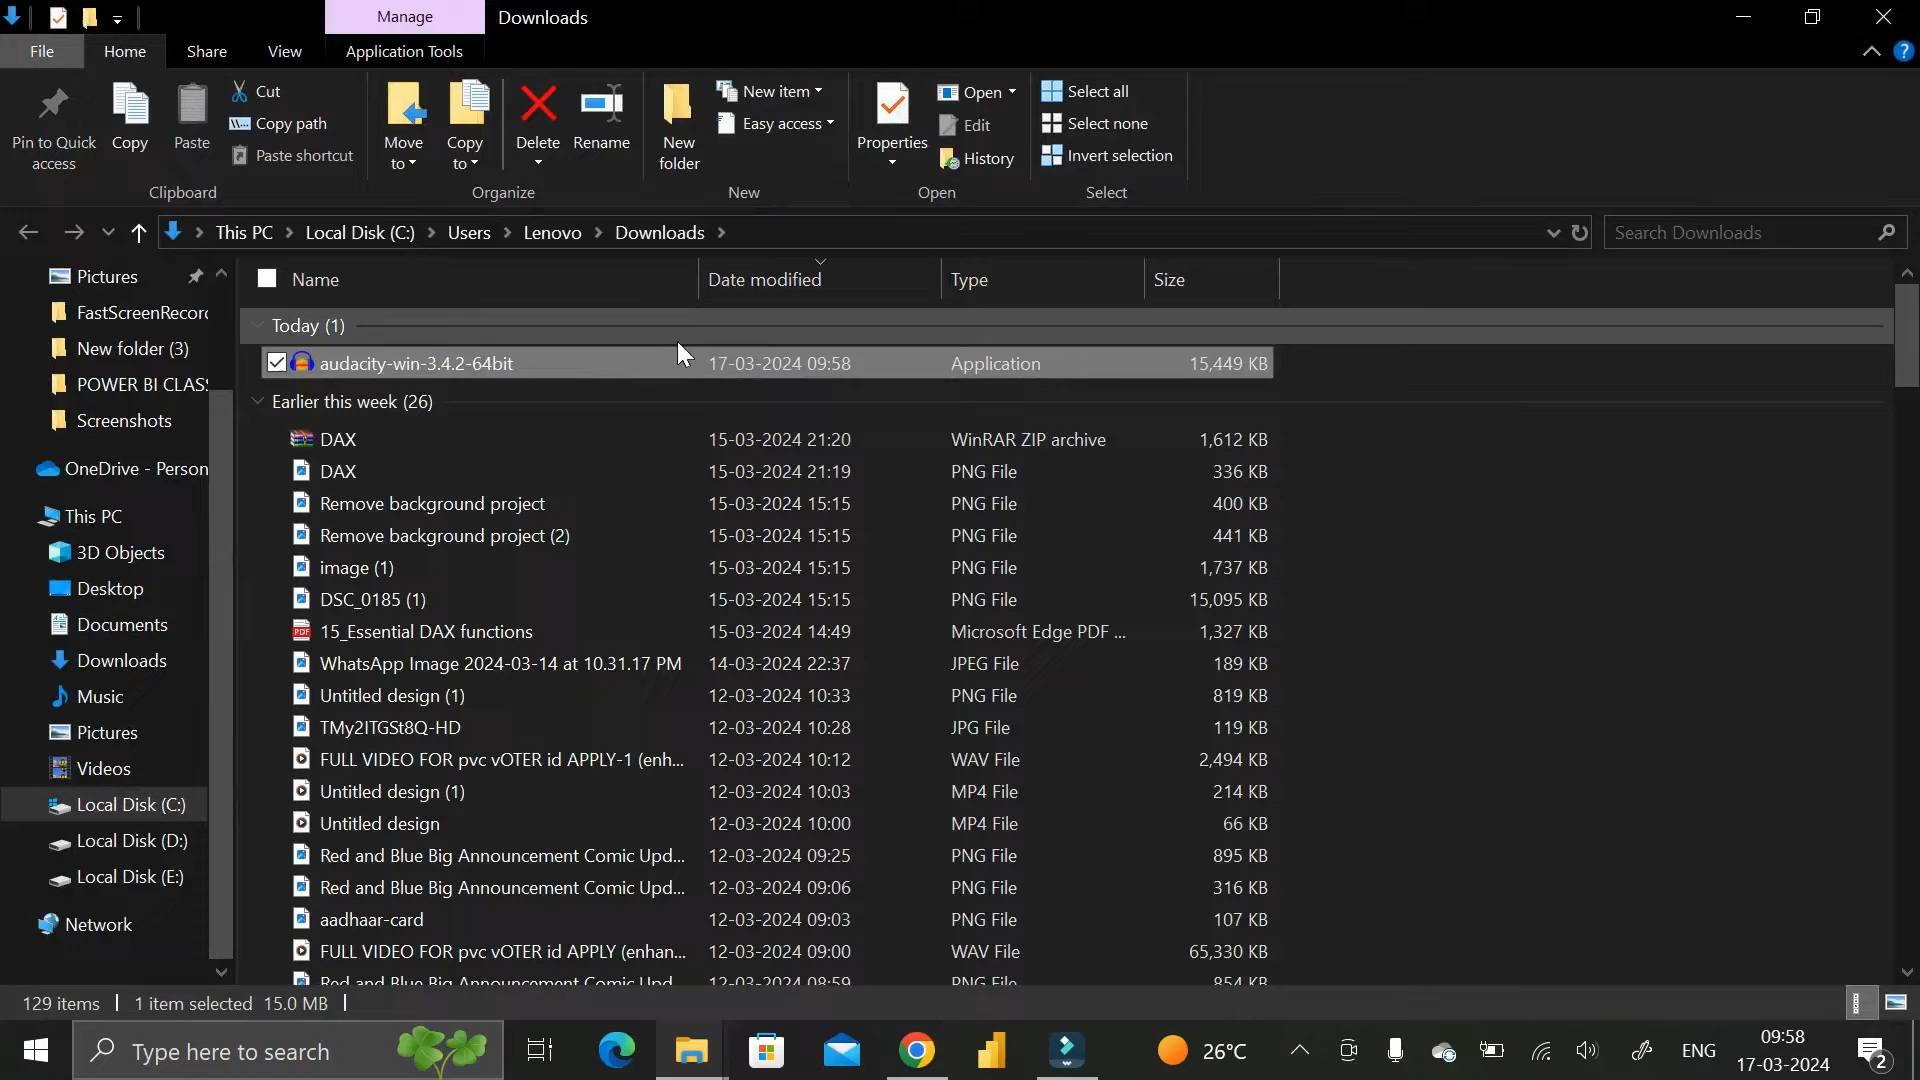 Manage
Downloads
File
Home
Share
View
Application Tools
Pin to Quick access
Copy
Paste
Cut
Copy path
Paste shortcut
Clipboard
Move to
Copy to
Delete
Rename
Organize
New folder
New item
Easy access
New
Properties
Open
Edit
History
Open
Select all
Select none
Invert selection
Select
This PC > Local Disk (C:) > Users > Lenovo > Downloads >
Search Downloads
Pictures
FastScreenRecord
New folder (3)
POWER BI CLAS
Screenshots
OneDrive - Person
This PC
3D Objects
Desktop
Documents
Downloads
Music
Pictures
Videos
Local Disk (C:)
Local Disk (D:)
Local Disk (E:)
Network
Name Date modified Type Size
Today (1)
audacity-win-3.4.2-64bit 17-03-2024 09:58 Application 15,449 KB
Earlier this week (26)
DAX 15-03-2024 21:20 WinRAR ZIP archive 1,612 KB
DAX 15-03-2024 21:19 PNG File 336 KB
Remove background project 15-03-2024 15:15 PNG File 400 KB
Remove background project (2) 15-03-2024 15:15 PNG File 441 KB
image (1) 15-03-2024 15:15 PNG File 1,737 KB
DSC_0185 (1) 15-03-2024 15:15 PNG File 15,095 KB
15_Essential DAX functions 15-03-2024 14:49 Microsoft Edge PDF ... 1,327 KB
WhatsApp Image 2024-03-14 at 10.31.17 PM 14-03-2024 22:37 JPEG File 189 KB
Untitled design (1) 12-03-2024 10:33 PNG File 819 KB
TMy2ITGSt8Q-HD 12-03-2024 10:28 JPG File 119 KB
FULL VIDEO FOR pvc vOTER id APPLY-1 (enh... 12-03-2024 10:12 WAV File 2,494 KB
Untitled design (1) 12-03-2024 10:03 MP4 File 214 KB
Untitled design 12-03-2024 10:00 MP4 File 66 KB
Red and Blue Big Announcement Comic Upd... 12-03-2024 09:25 PNG File 895 KB
Red and Blue Big Announcement Comic Upd... 12-03-2024 09:06 PNG File 316 KB
aadhaar-card 12-03-2024 09:03 PNG File 107 KB
FULL VIDEO FOR pvc vOTER id APPLY (enhan... 12-03-2024 09:00 WAV File 65,330 KB
Red and Blue Big Announcement Comic Upd... 12-03-2024 08:59 PNG File 854 KB
129 items 1 item selected 15.0 MB
Type here to search
26°C
ENG
09:58
17-03-2024
2